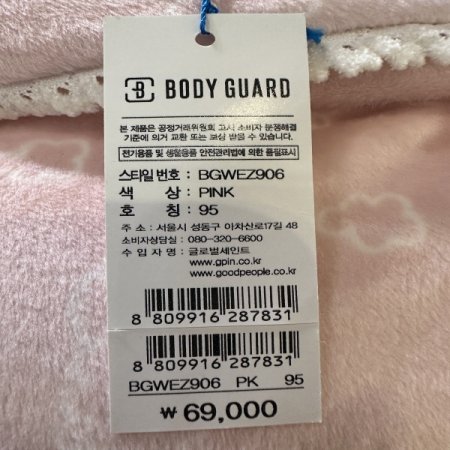 B BODY GUARD
본 제품은 공정거래위원회 고시 소비자 분쟁해결
기준에 의거 교환 또는 보상 받을 수 있습니다.
전기용품 및 생활용품 안전관리법에 의한 품질표시
스타일 번호 : BGWEZ906
색 상 : PINK
호 칭 : 95
주 소 : 서울시 성동구 아차산로17길 48
소비자상담실 : 080-320-6600
수 입 자 명 : 글로벌세인트
www.gpin.co.kr
www.goodpeople.co.kr
8 809916 287831
8 809916 287831
BGWEZ906 PK 95
₩ 69,000